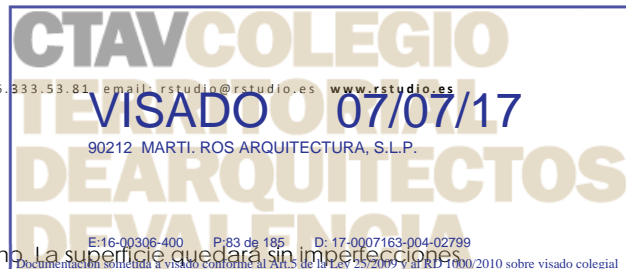 CTAVCOLEGIO
.333.53.81 email: rstudio@rstudio.es www.rstudio.es
TERRITORIAL
VISADO 07/07/17
90212 MARTI. ROS ARQUITECTURA, S.L.P.
DEARQUITECTOS
DEVALENCIA
E:16-00306-400 P:83 de 185 D: 17-0007163-004-02799
La superficie quedará sin imperfecciones
Documentación sometida a visado conforme al Art.5 de la Ley 25/2009 y al RD 1000/2010 sobre visado colegial